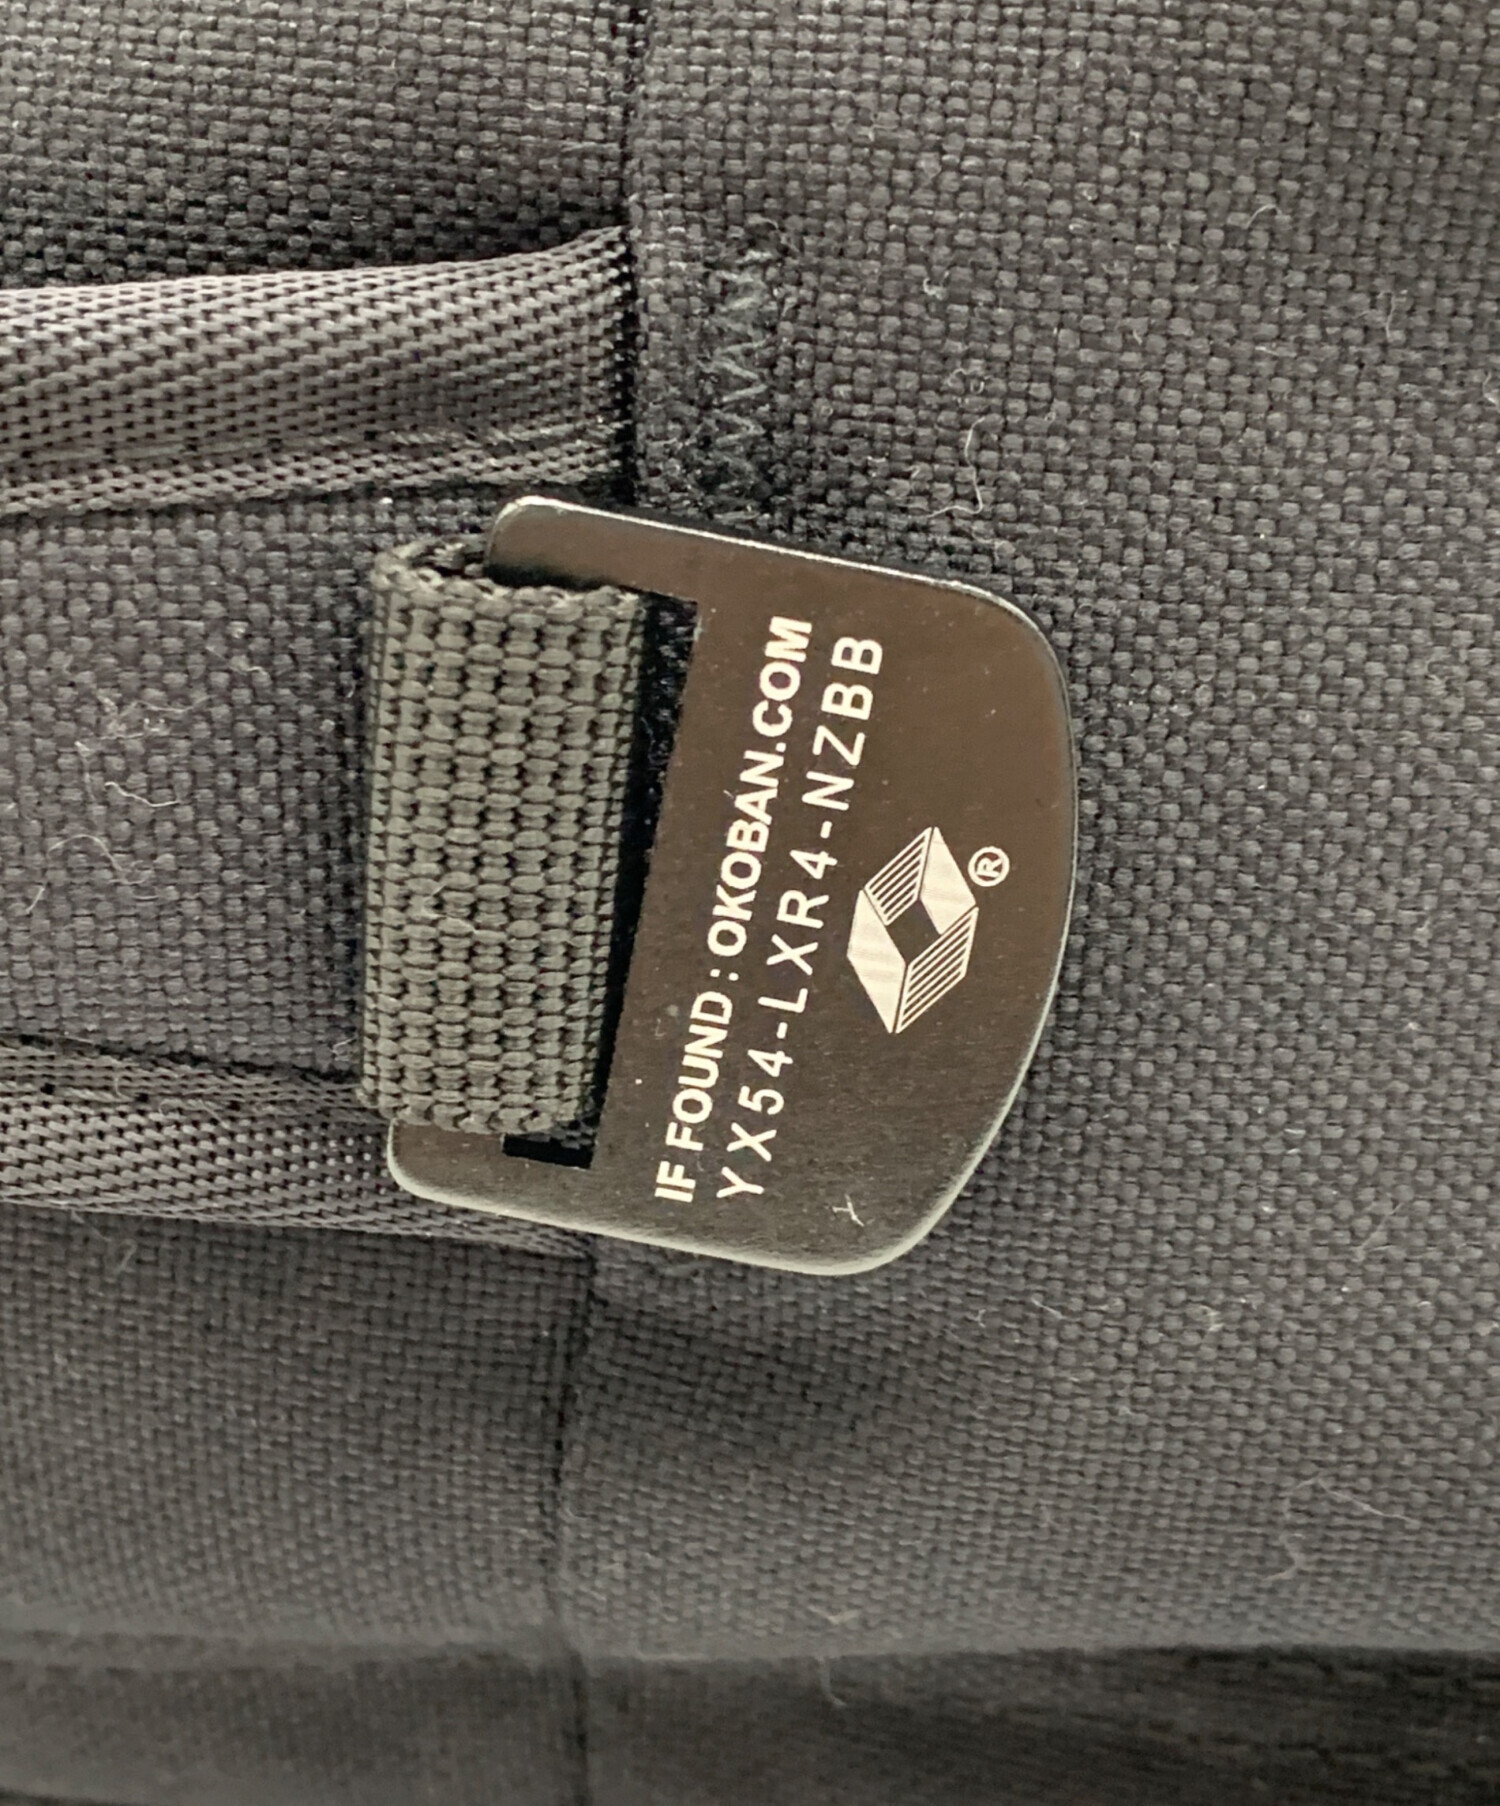 IF FOUND : OKOBAN.COM
YX54-LXR4-NZBB
®